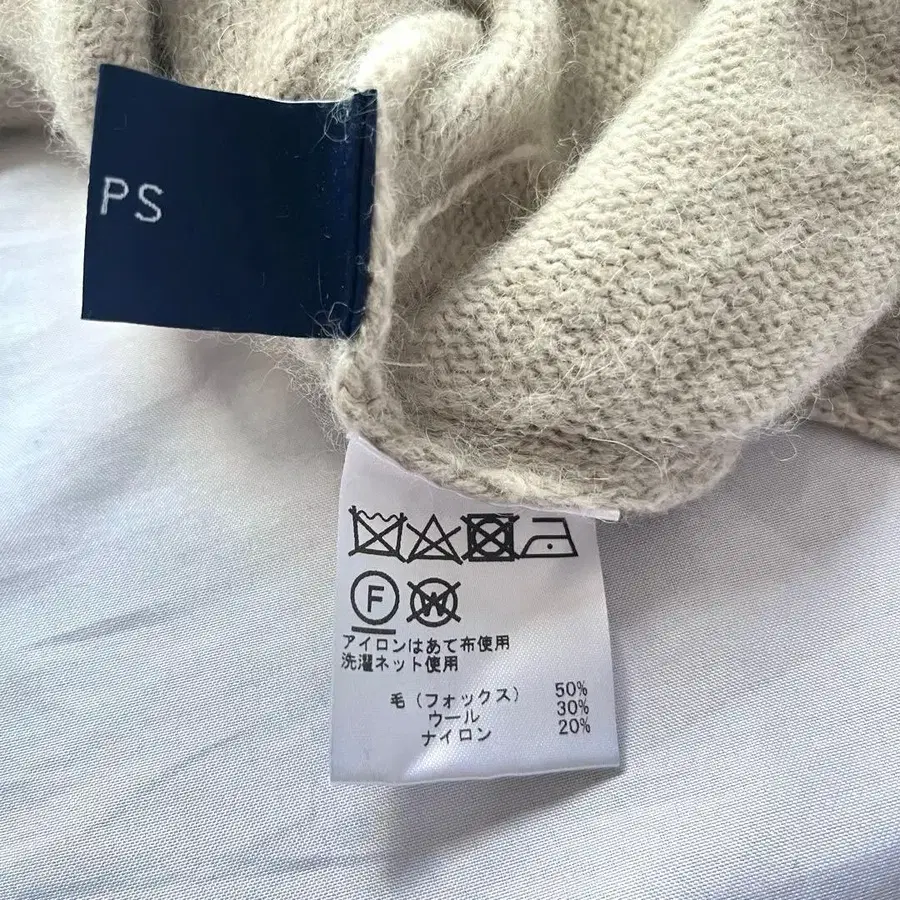 PS
F
W
アイロンはあて布使用
洗濯ネット使用
毛（フォックス） 50%
ウール 30%
ナイロン 20%